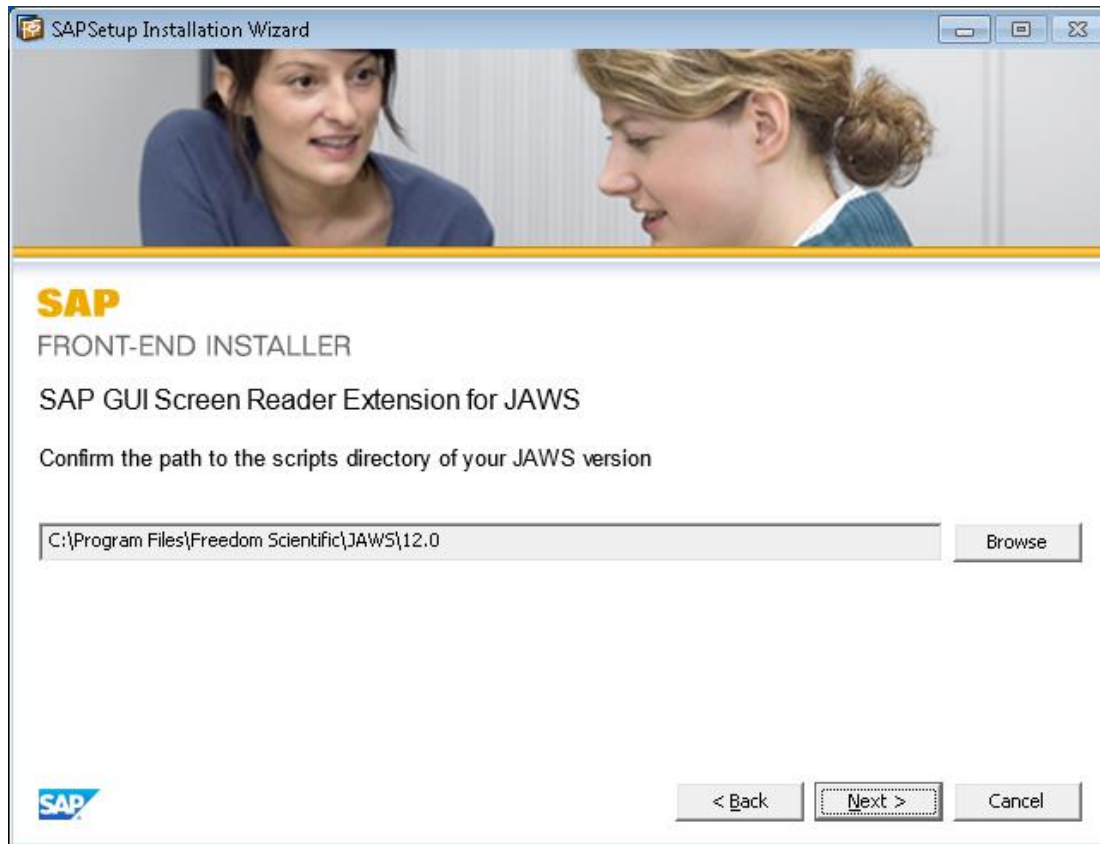 SAPSetup Installation Wizard
SAP
FRONT-END INSTALLER
SAP GUI Screen Reader Extension for JAWS
Confirm the path to the scripts directory of your JAWS version
C:\Program Files\Freedom Scientific\JAWS\12.0
Browse
SAP
< Back
Next >
Cancel